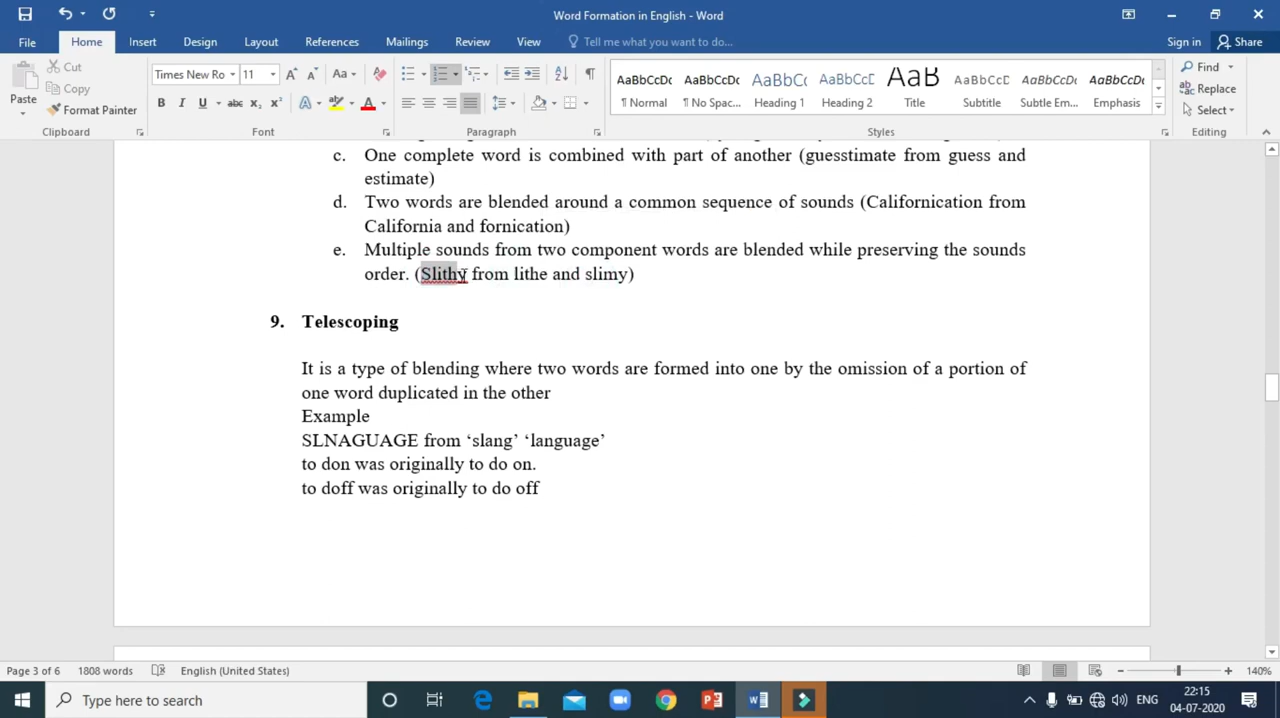 Word Formation in English - Word
Sign in
Share
File Home Insert Design Layout References Mailings Review View Tell me what you want to do...
Paste
Cut
Copy
Format Painter
Clipboard
Times New Ro 11
Font
Paragraph
AaBbCcDc AaBbCcDc AaBbCc AaBbCcC AaB AaBbCcD AaBbCcDc AaBbCcDc
¶ Normal ¶ No Spac... Heading 1 Heading 2 Title Subtitle Subtle Em... Emphasis
Styles
Find
Replace
Select
Editing
c. One complete word is combined with part of another (guesstimate from guess and
estimate)
d. Two words are blended around a common sequence of sounds (Californication from
California and fornication)
e. Multiple sounds from two component words are blended while preserving the sounds
order. (Slithy from lithe and slimy)
9. Telescoping
It is a type of blending where two words are formed into one by the omission of a portion of
one word duplicated in the other
Example
SLNAGUAGE from ‘slang’ ‘language’
to don was originally to do on.
to doff was originally to do off
Page 3 of 6 1808 words English (United States) 140%
Type here to search
ENG
22:15
04-07-2020